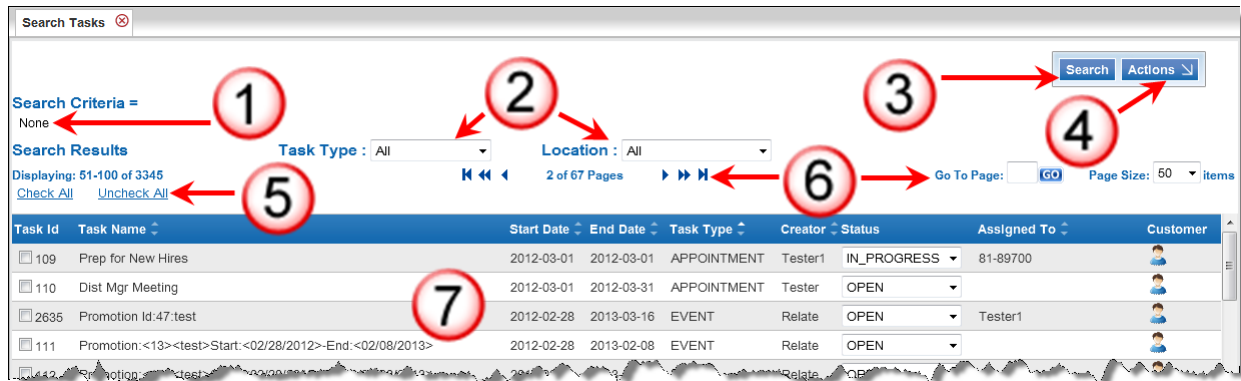 Search Tasks
Search Actions
1 2 3 4
Search Criteria =
None
Search Results Task Type : All Location : All
Displaying: 51-100 of 3345 2 of 67 Pages Go To Page: GO Page Size: 50 items
Check All Uncheck All
5 6
Task Id Task Name Start Date End Date Task Type Creator Status Assigned To Customer
109 Prep for New Hires 2012-03-01 2012-03-01 APPOINTMENT Tester1 IN_PROGRESS 81-89700
110 Dist Mgr Meeting 2012-03-01 2012-03-31 APPOINTMENT Tester OPEN
7
2635 Promotion Id:47:test 2012-02-28 2013-03-16 EVENT Relate OPEN Tester1
111 Promotion:<13><test>Start:<02/28/2012>-End:<02/08/2013> 2012-02-28 2013-02-08 EVENT Relate OPEN
Relate